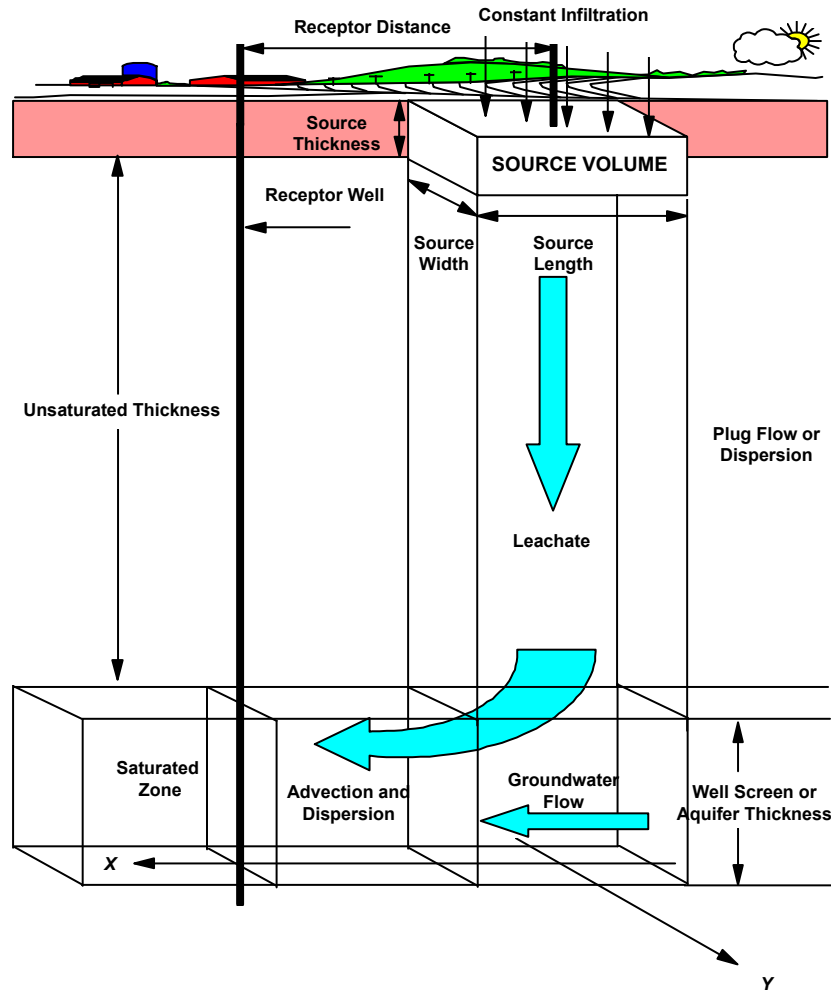 Receptor Distance
Constant Infiltration
Source
Thickness
SOURCE VOLUME
Receptor Well
Source
Width
Source
Length
Unsaturated Thickness
Plug Flow or
Dispersion
Leachate
Saturated
Zone
Advection and
Dispersion
Groundwater
Flow
Well Screen or
Aquifer Thickness
X
Y